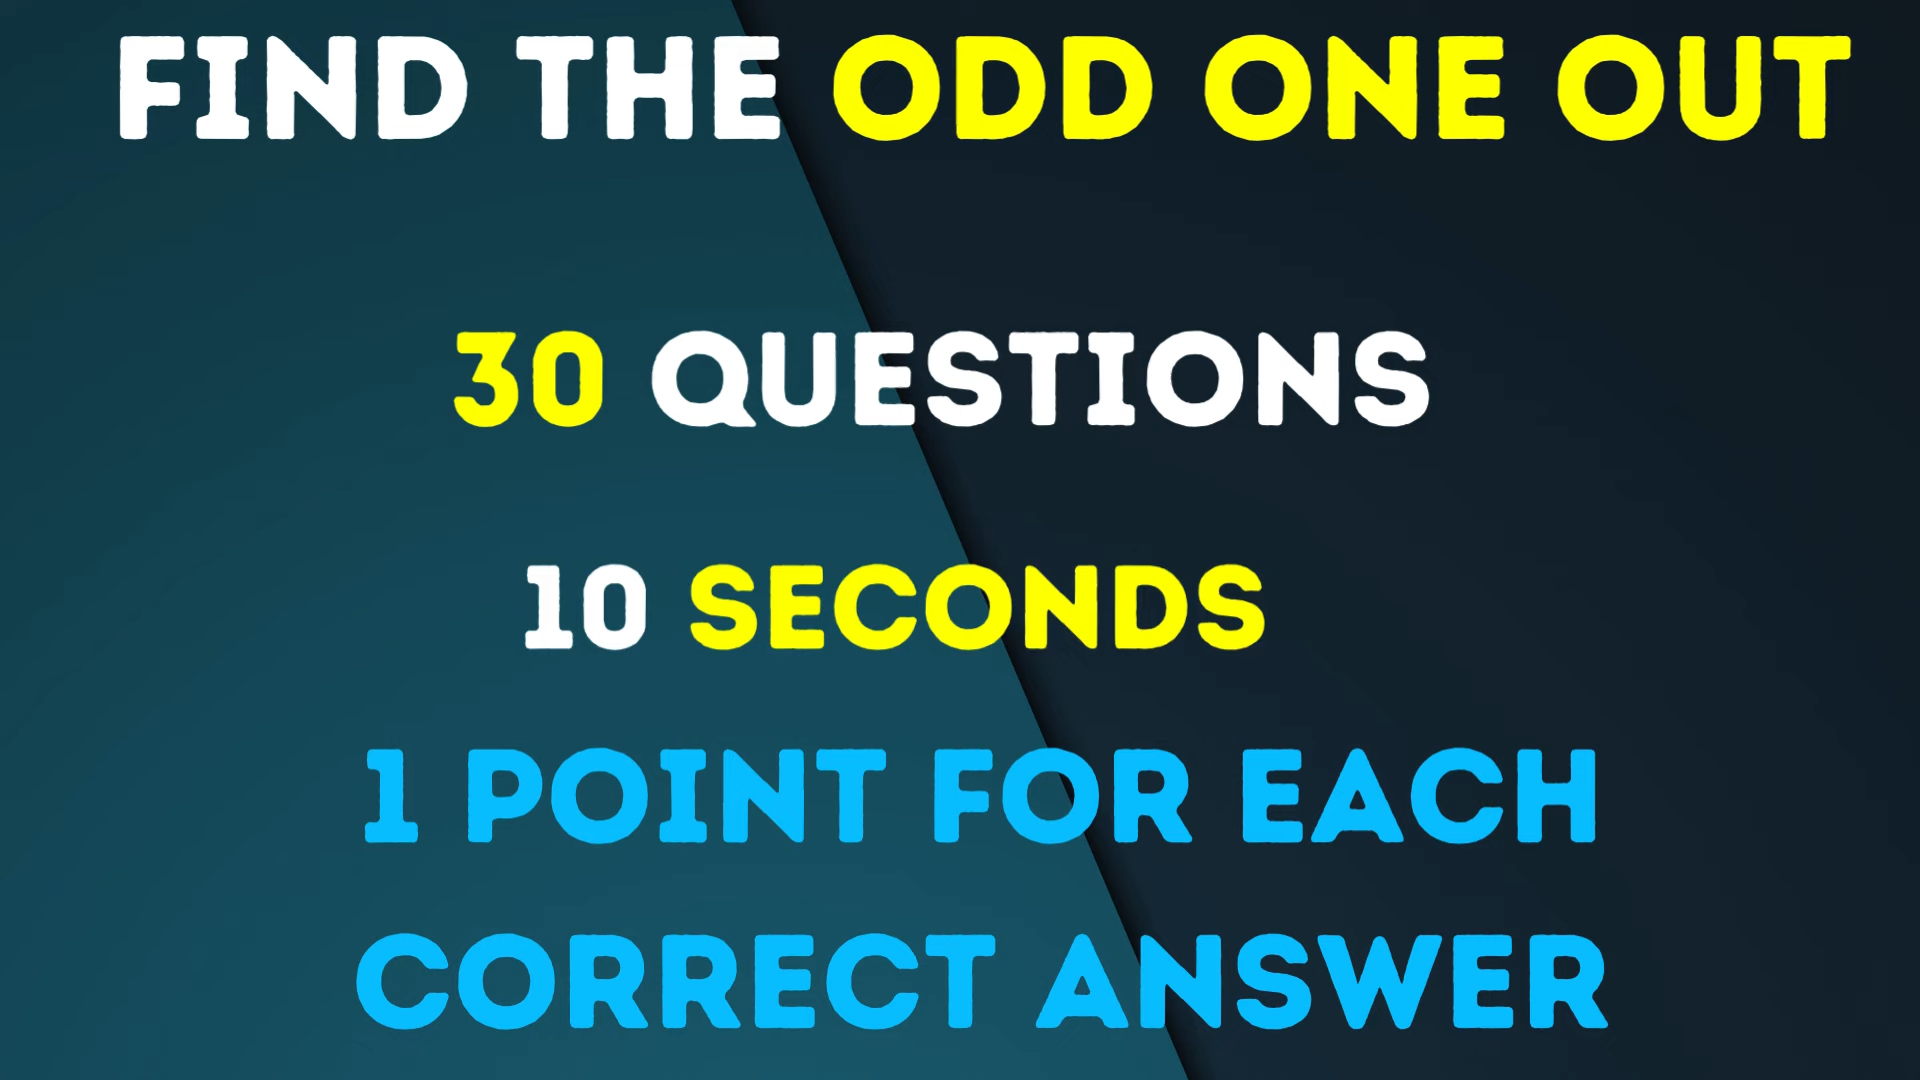 FIND THE ODD ONE OUT
30 QUESTIONS
10 SECONDS
1 POINT FOR EACH
CORRECT ANSWER